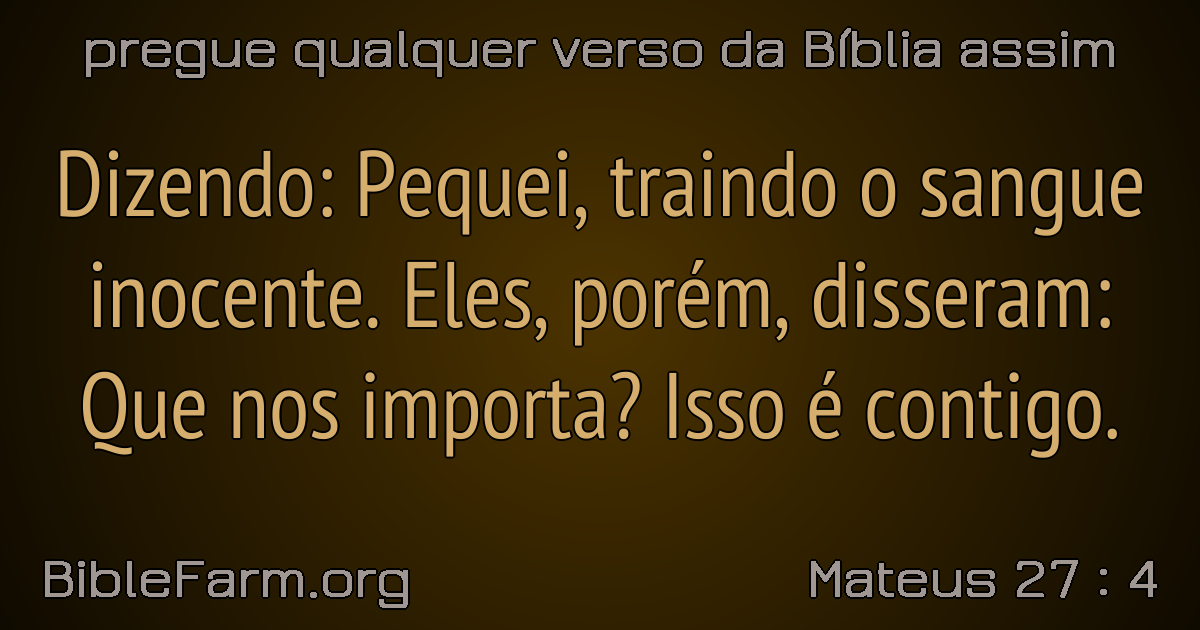 pregue qualquer verso da Bíblia assim
Dizendo: Pequei, traindo o sangue
inocente. Eles, porém, disseram:
Que nos importa? Isso é contigo.
BibleFarm.org
Mateus 27 : 4